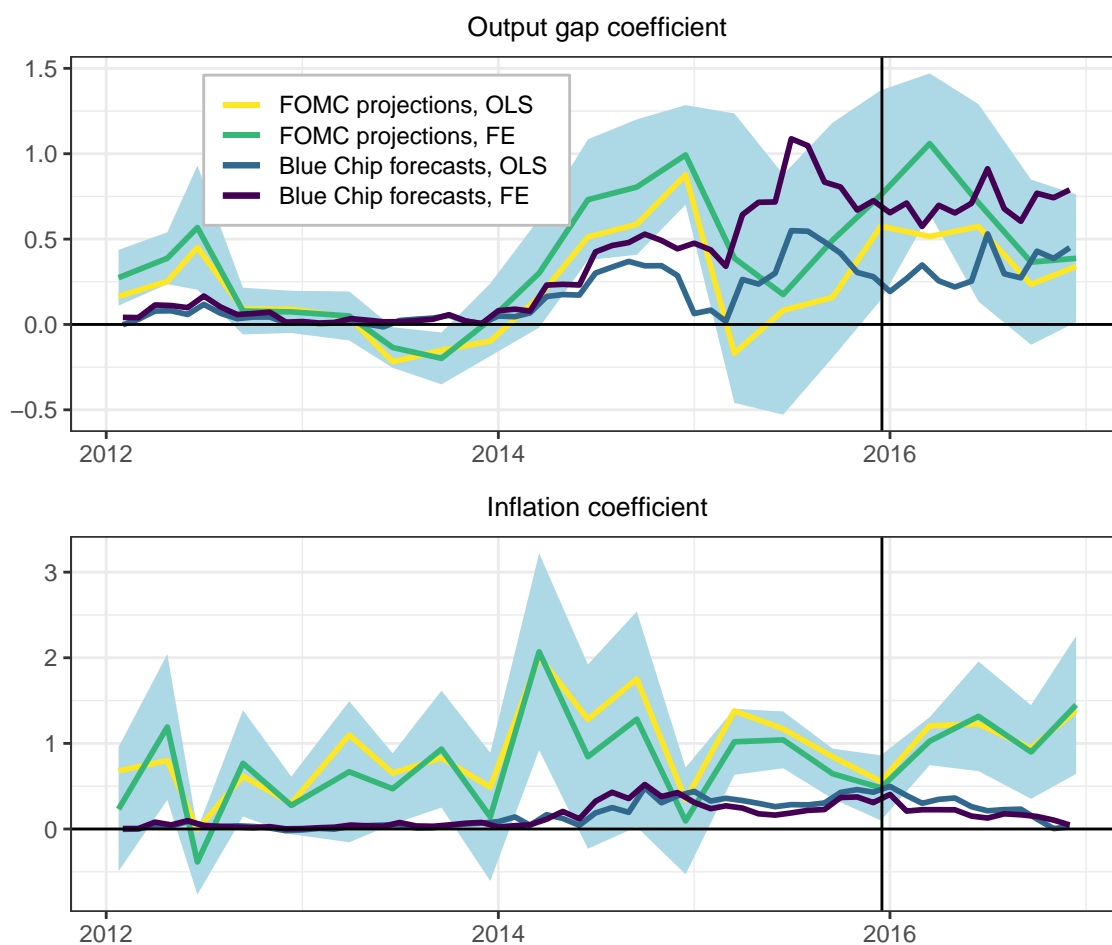 Output gap coefficient
1.5
1.0
0.5
0.0
−0.5
FOMC projections, OLS
FOMC projections, FE
Blue Chip forecasts, OLS
Blue Chip forecasts, FE
2012 2014 2016
Inflation coefficient
3
2
1
0
2012 2014 2016